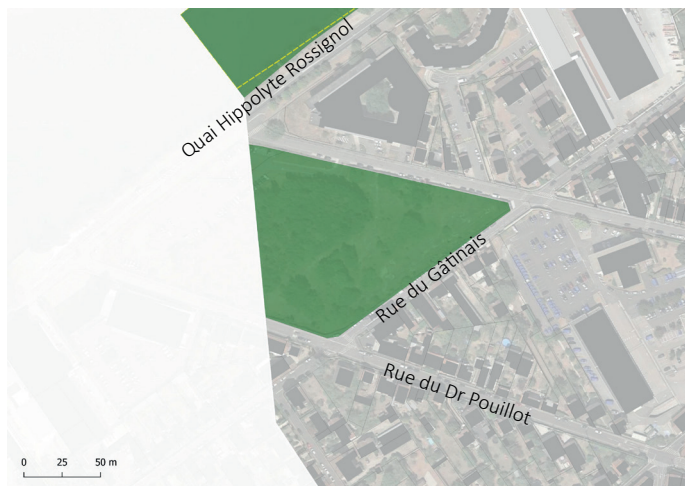 Quai Hippolyte Rossignol
Rue du Gâtinais
Rue du Dr Pouillot
0 25 50 m